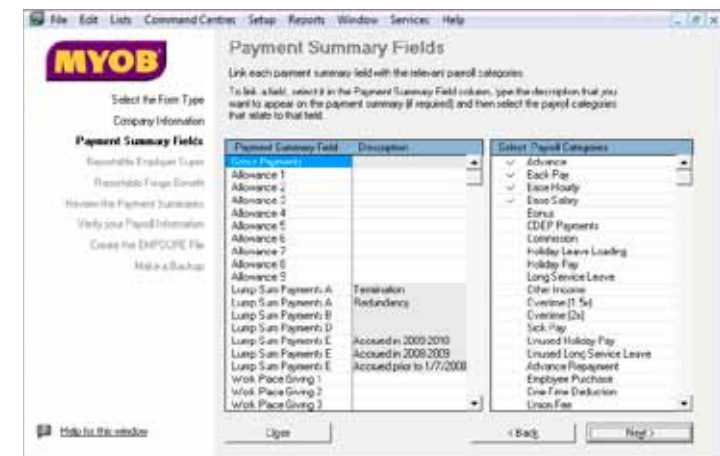 File Edit Lists Command Centres Setup Reports Window Services Help
MYOB
Payment Summary Fields
Link each payment summary field with the relevant payroll categories.
To link a field, select it in the Payment Summary Field column, type the description that you
want to appear on the payment summary (if required) and then select the payroll categories
that relate to that field.
Select the Form Type
Company Information
Payment Summary Fields
Reportable Employer Super
Reportable Fringe Benefit
Review the Payment Summaries
Verify your Payroll Information
Create the EMPDUPE File
Make a Backup
Payment Summary Field Description
Gross Payments
Allowance 1
Allowance 2
Allowance 3
Allowance 4
Allowance 5
Allowance 6
Allowance 7
Allowance 8
Allowance 9
Lump Sum Payments A Termination
Lump Sum Payments A Redundancy
Lump Sum Payments B
Lump Sum Payments D
Lump Sum Payments E Accrued in 2009-2010
Lump Sum Payments E Accrued in 2008-2009
Lump Sum Payments E Accrued prior to 1/7/2008
Work Place Giving 1
Work Place Giving 2
Work Place Giving 3
Select Payroll Categories
Advance
Back Pay
Base Hourly
Base Salary
Bonus
CDEP Payments
Commission
Holiday Leave Loading
Holiday Pay
Long Service Leave
Other Income
Overtime (1.5x)
Overtime (2x)
Sick Pay
Unused Holiday Pay
Unused Long Service Leave
Advance Repayment
Employee Purchase
One-Time Deduction
Union Fee
Help for this window
< Back
Next >